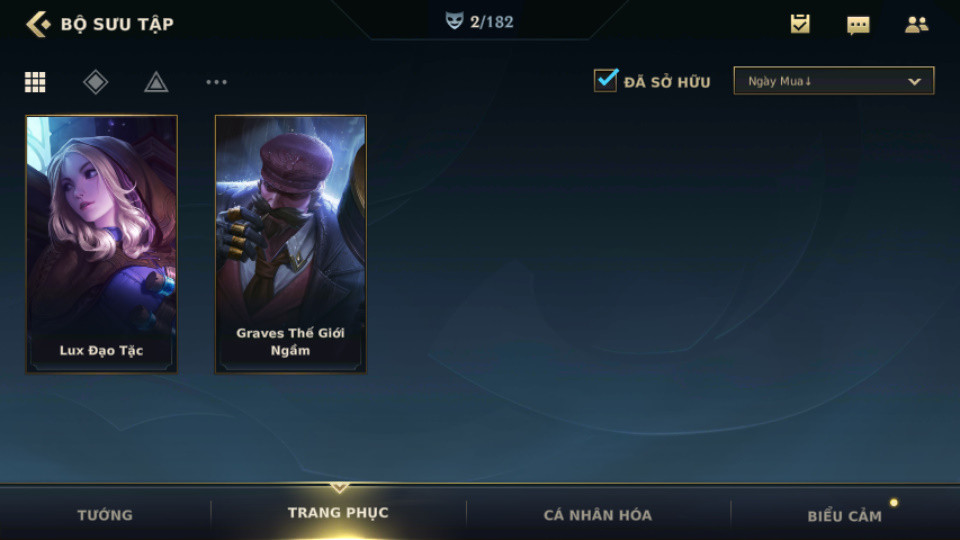 BỘ SƯU TẬP
2/182
ĐÃ SỞ HỮU
Ngày Mua↓
Lux Đạo Tặc
Graves Thế Giới
Ngầm
TƯỚNG
TRANG PHỤC
CÁ NHÂN HÓA
BIỂU CẢM